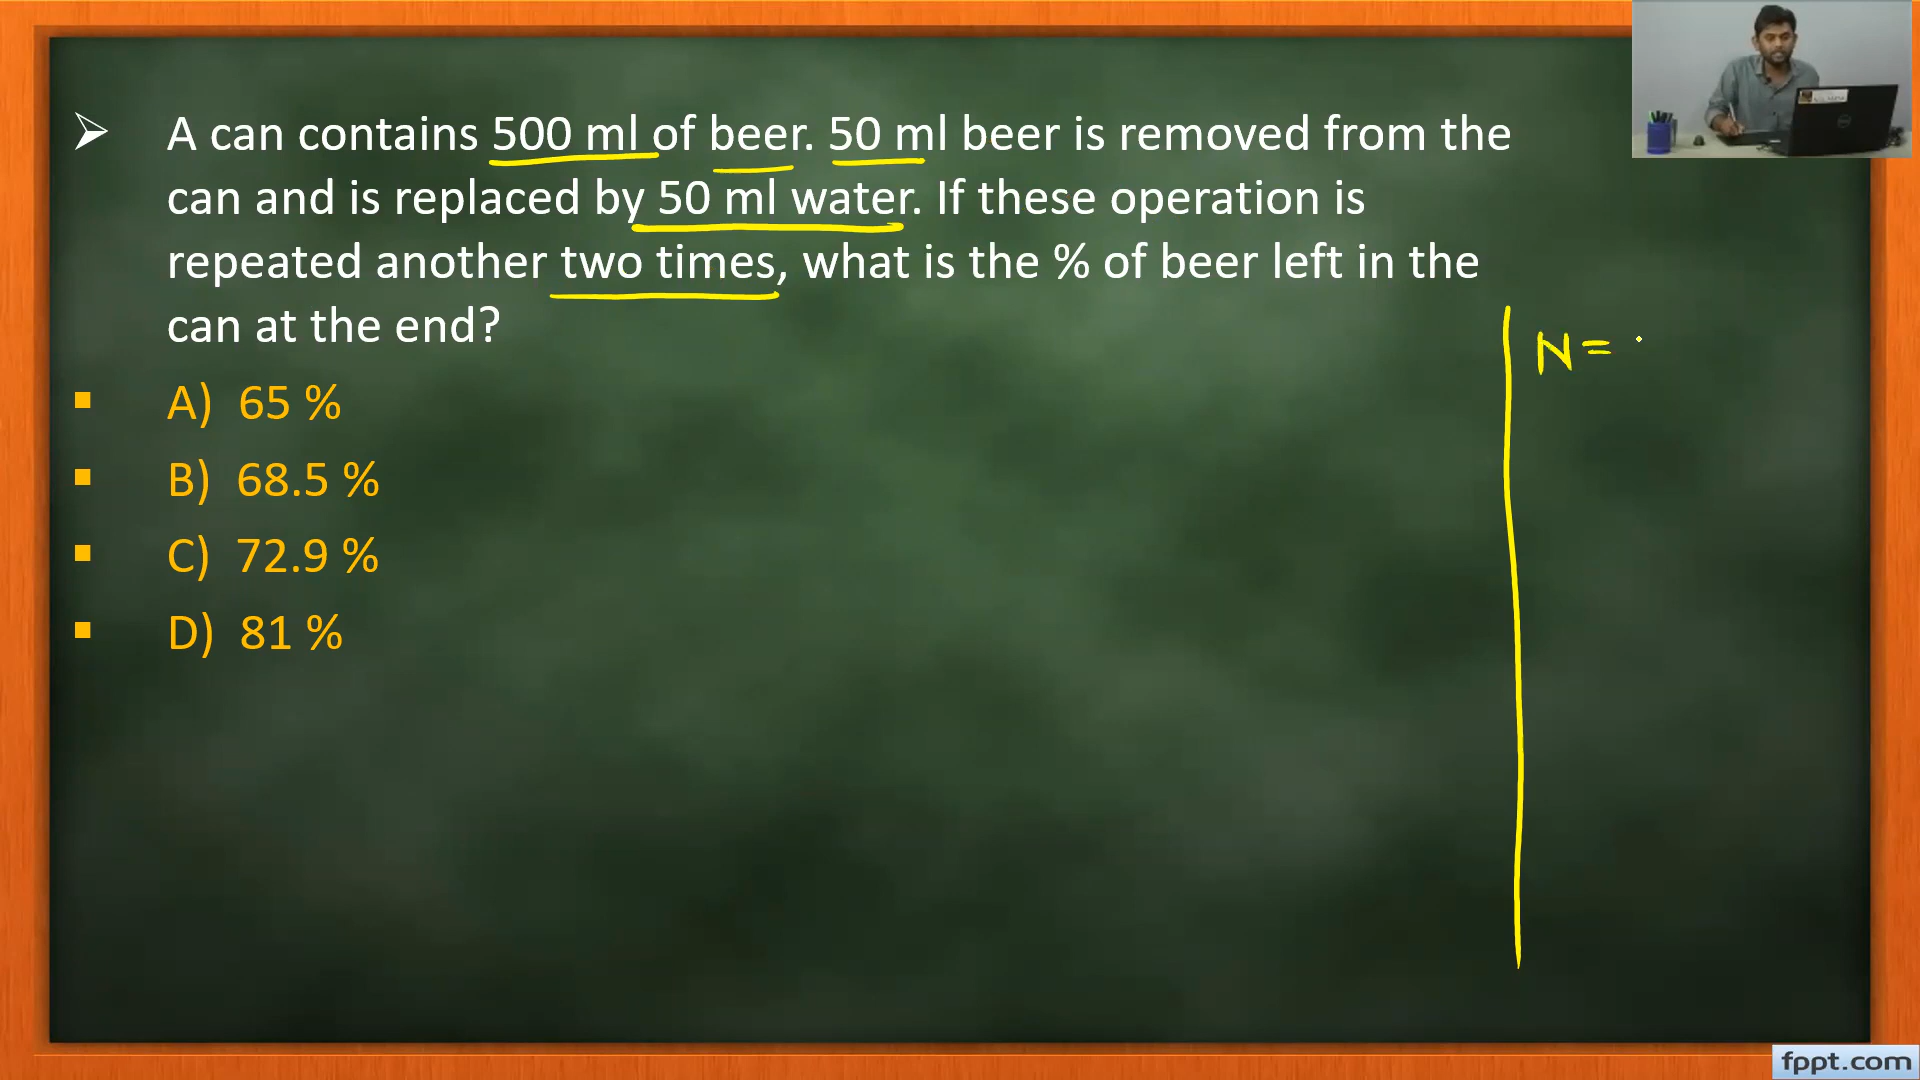 A can contains 500 ml of beer. 50 ml beer is removed from the
can and is replaced by 50 ml water. If these operation is
repeated another two times, what is the % of beer left in the
can at the end?
N =
A) 65 %
B) 68.5 %
C) 72.9 %
D) 81 %
fppt.com